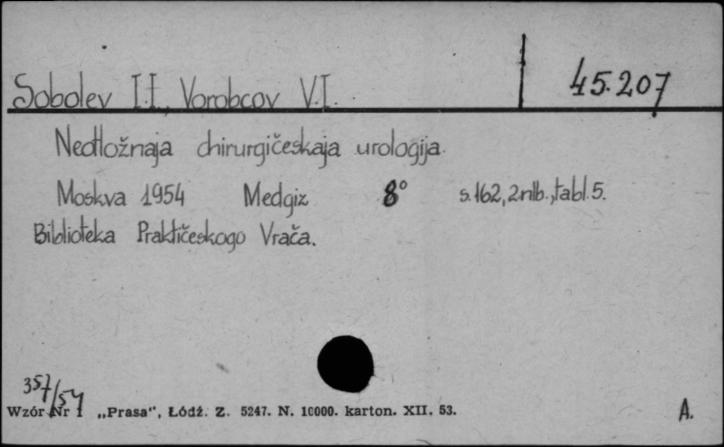 Sobolev I.I., Vorobcov V.I. 45.207
Neotložnaja chirurgičeskaja urologija.
Moskva 1954 Medgiz 8° s.162, 2nlb., tabl.5.
Biblioteka Praktičeskogo Vrača.
357/54
Wzór Nr 1 „Prasa", Łódź. Z. 5247. N. 10000. karton. XII. 53.
A.